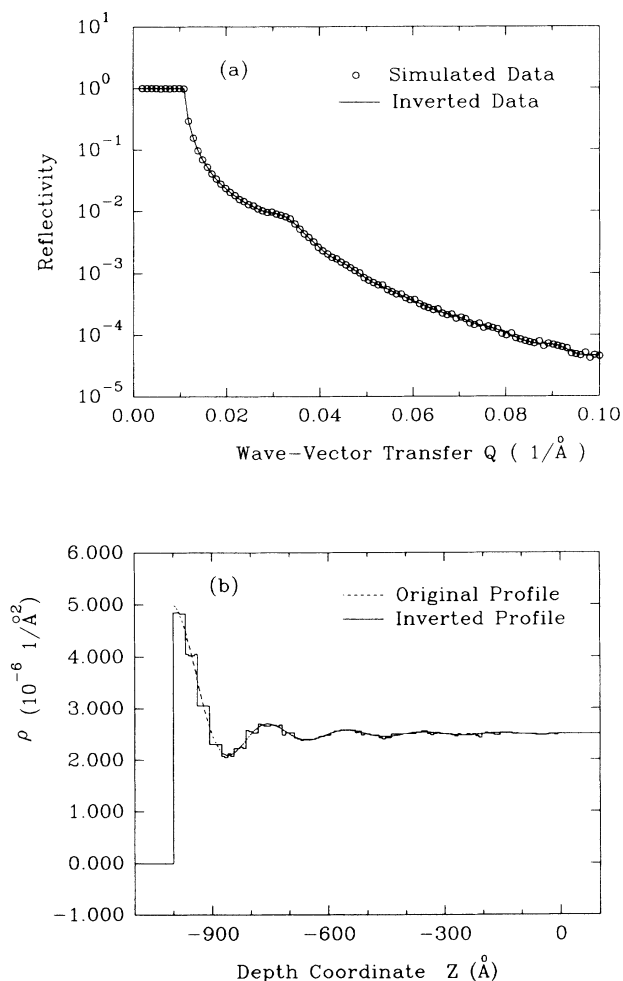 10^1
(a)
Simulated Data
Inverted Data
10^0
10^-1
10^-2
10^-3
10^-4
10^-5
Reflectivity
0.00 0.02 0.04 0.06 0.08 0.10
Wave-Vector Transfer Q ( 1/Å )
6.000
(b)
Original Profile
Inverted Profile
5.000
4.000
3.000
2.000
1.000
0.000
-1.000
ρ (10^-6 1/Å^2)
-900 -600 -300 0
Depth Coordinate Z (Å)